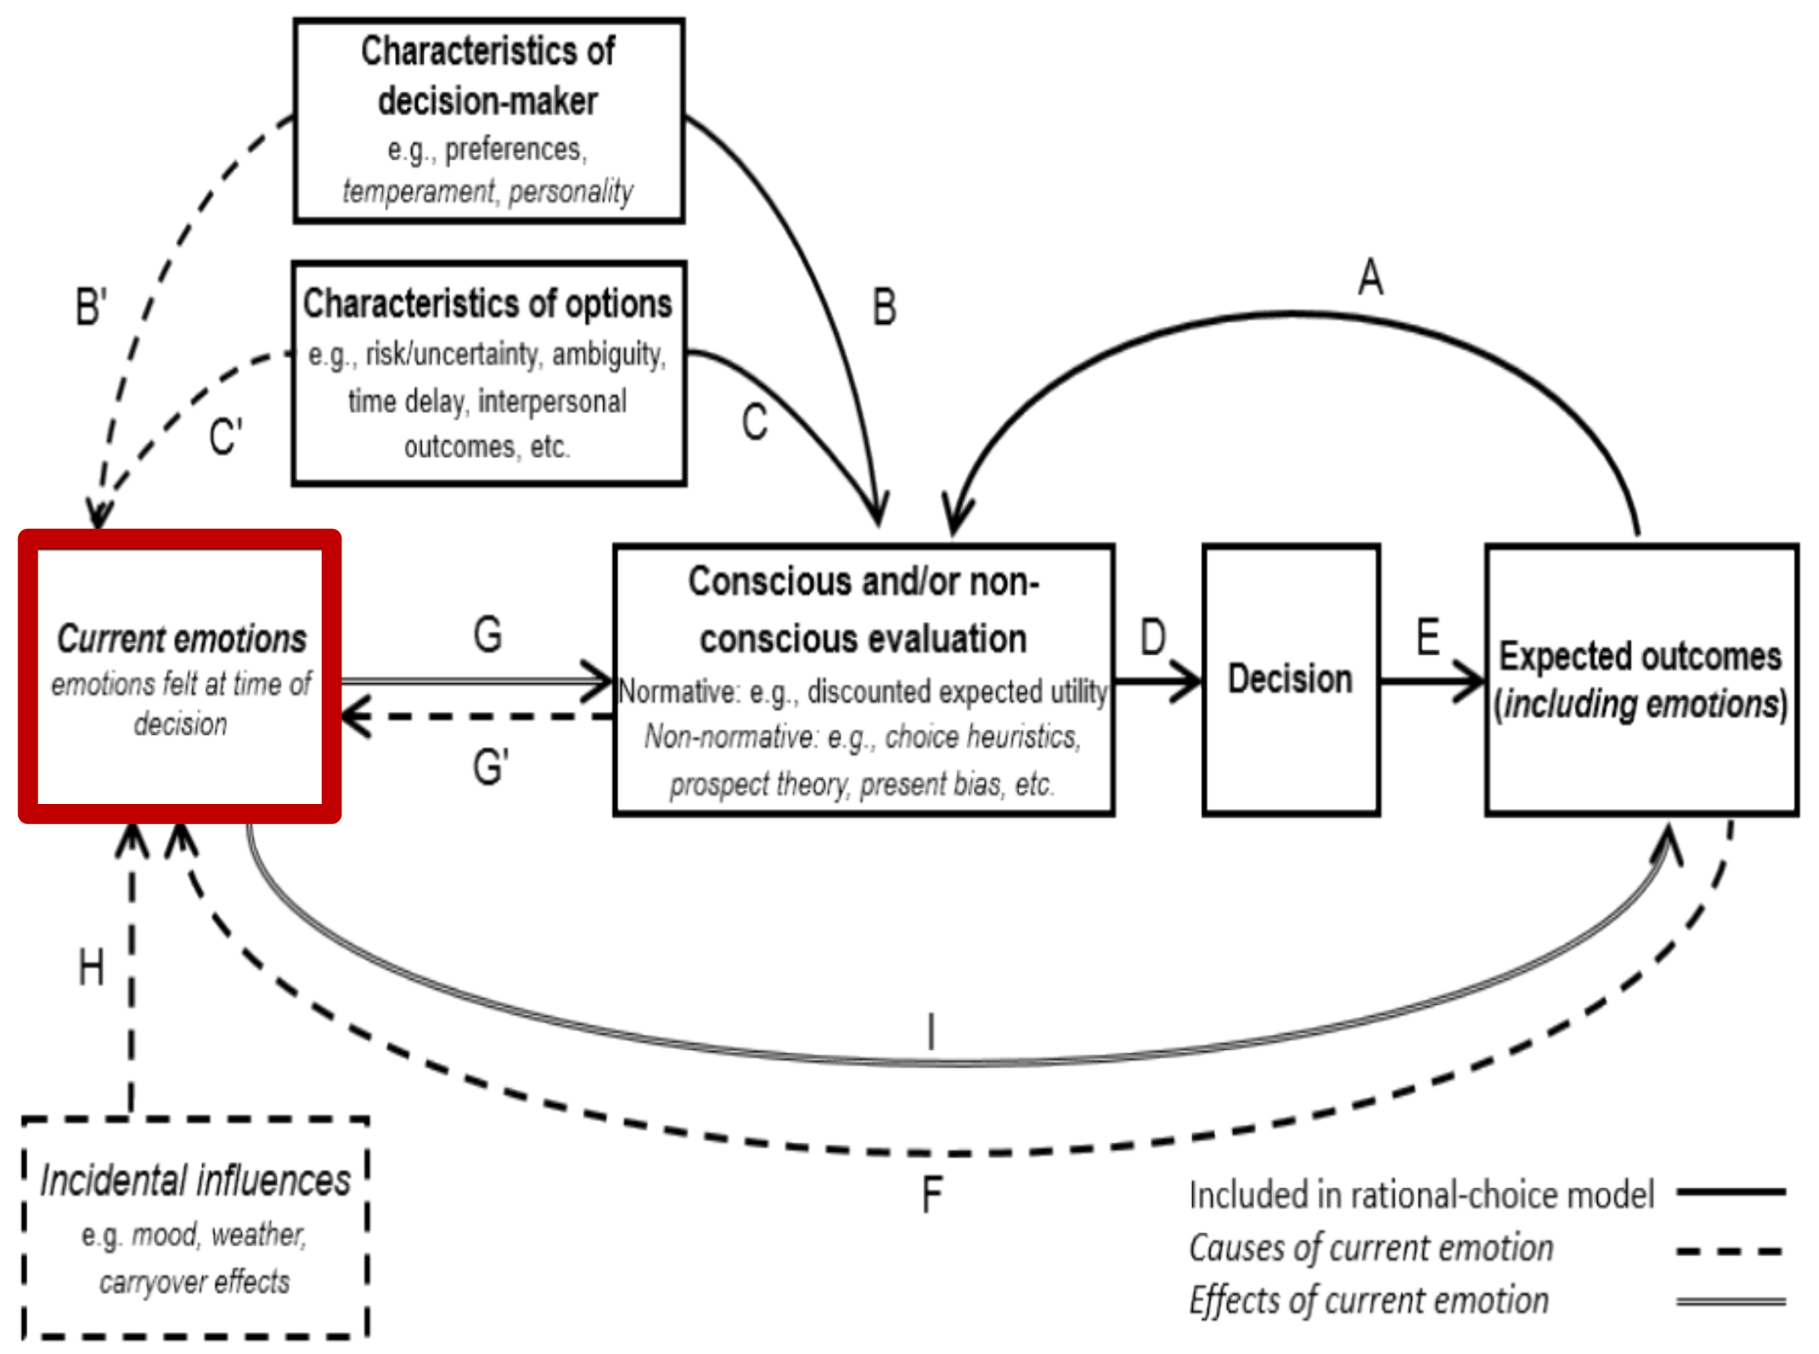 Characteristics of
decision-maker
e.g., preferences,
temperament, personality
B'
B
A
Characteristics of options
e.g., risk/uncertainty, ambiguity,
time delay, interpersonal
outcomes, etc.
C'
C
Current emotions
emotions felt at time of
decision
G
G'
Conscious and/or non-
conscious evaluation
Normative: e.g., discounted expected utility
Non-normative: e.g., choice heuristics,
prospect theory, present bias, etc.
D
Decision
E
Expected outcomes
(including emotions)
H
I
F
Incidental influences
e.g. mood, weather,
carryover effects
Included in rational-choice model
Causes of current emotion
Effects of current emotion